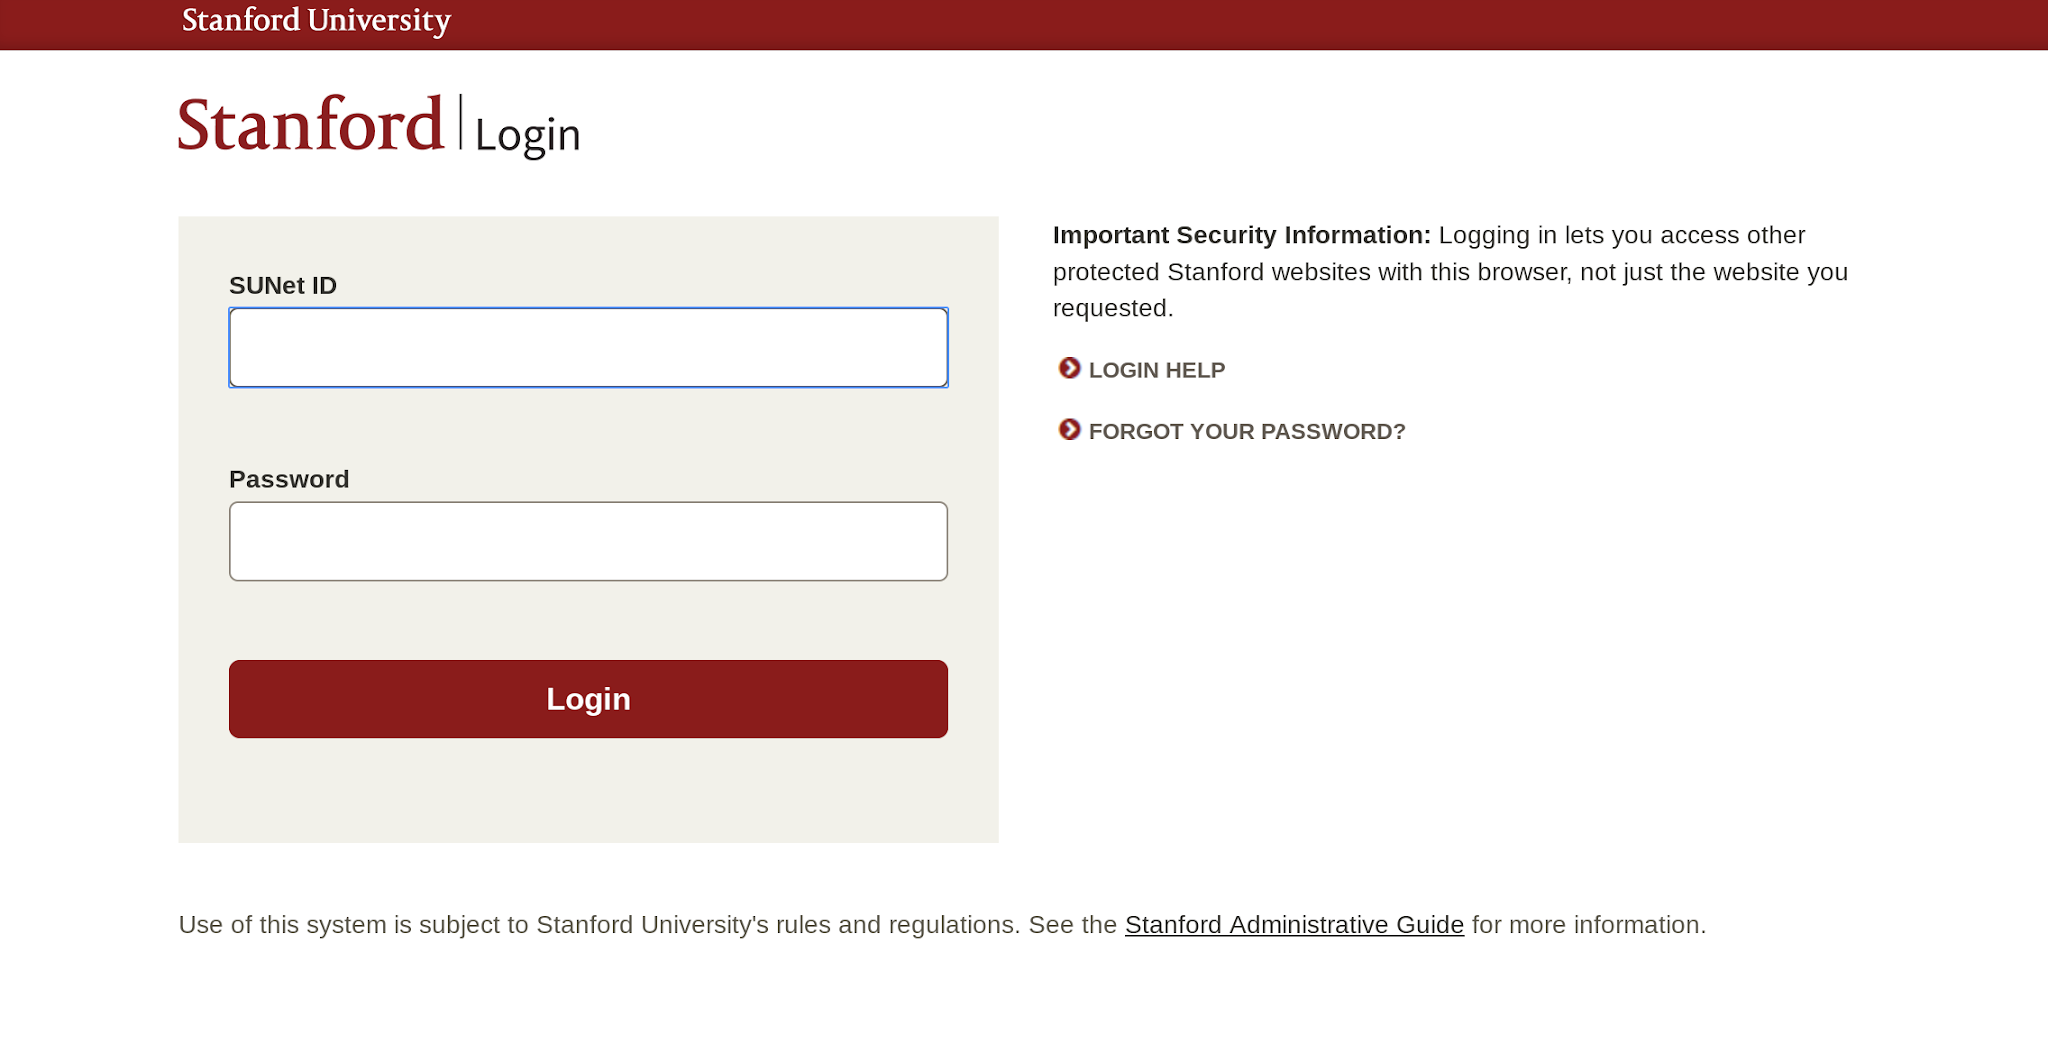 Stanford University
Stanford | Login
SUNet ID
Password
Login
Important Security Information: Logging in lets you access other
protected Stanford websites with this browser, not just the website you
requested.
LOGIN HELP
FORGOT YOUR PASSWORD?
Use of this system is subject to Stanford University's rules and regulations. See the Stanford Administrative Guide for more information.